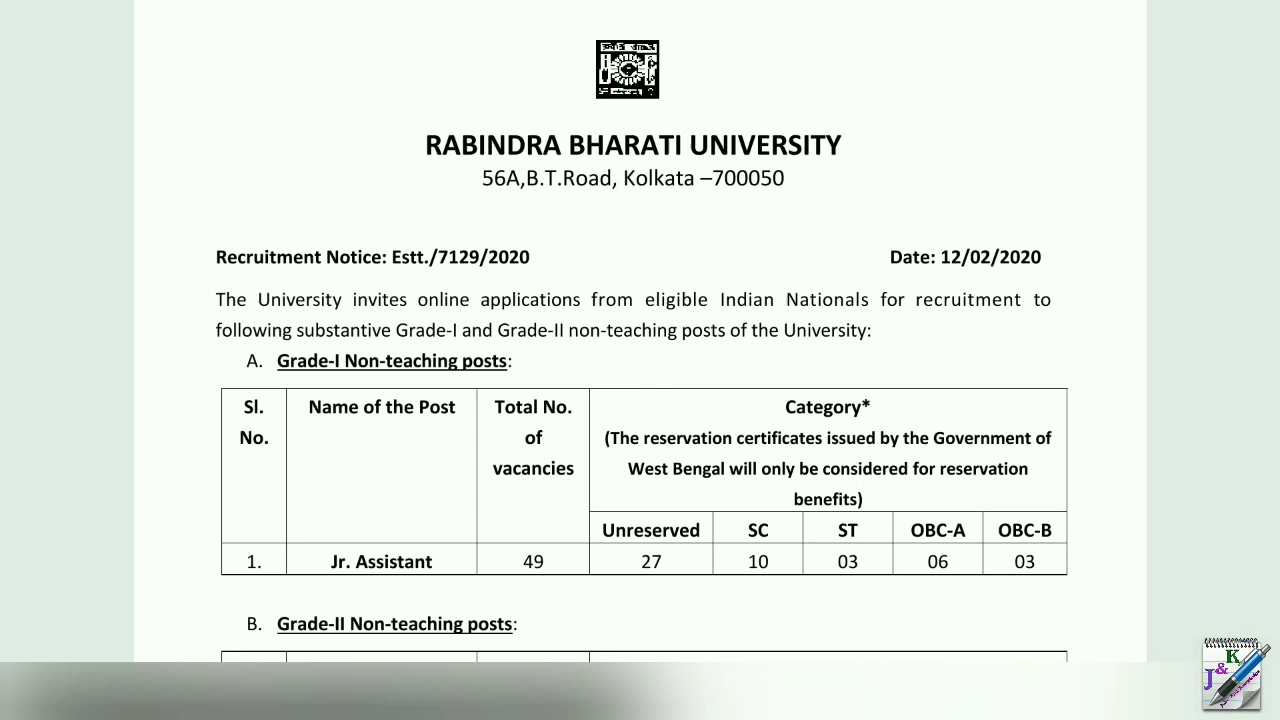 RABINDRA BHARATI UNIVERSITY
56A,B.T.Road, Kolkata –700050
Recruitment Notice: Estt./7129/2020 Date: 12/02/2020
The University invites online applications from eligible Indian Nationals for recruitment to
following substantive Grade-I and Grade-II non-teaching posts of the University:
A. Grade-I Non-teaching posts:
Sl. No. Name of the Post Total No. of vacancies Category*
(The reservation certificates issued by the Government of
West Bengal will only be considered for reservation
benefits)
Unreserved SC ST OBC-A OBC-B
1. Jr. Assistant 49 27 10 03 06 03
B. Grade-II Non-teaching posts:
J & K